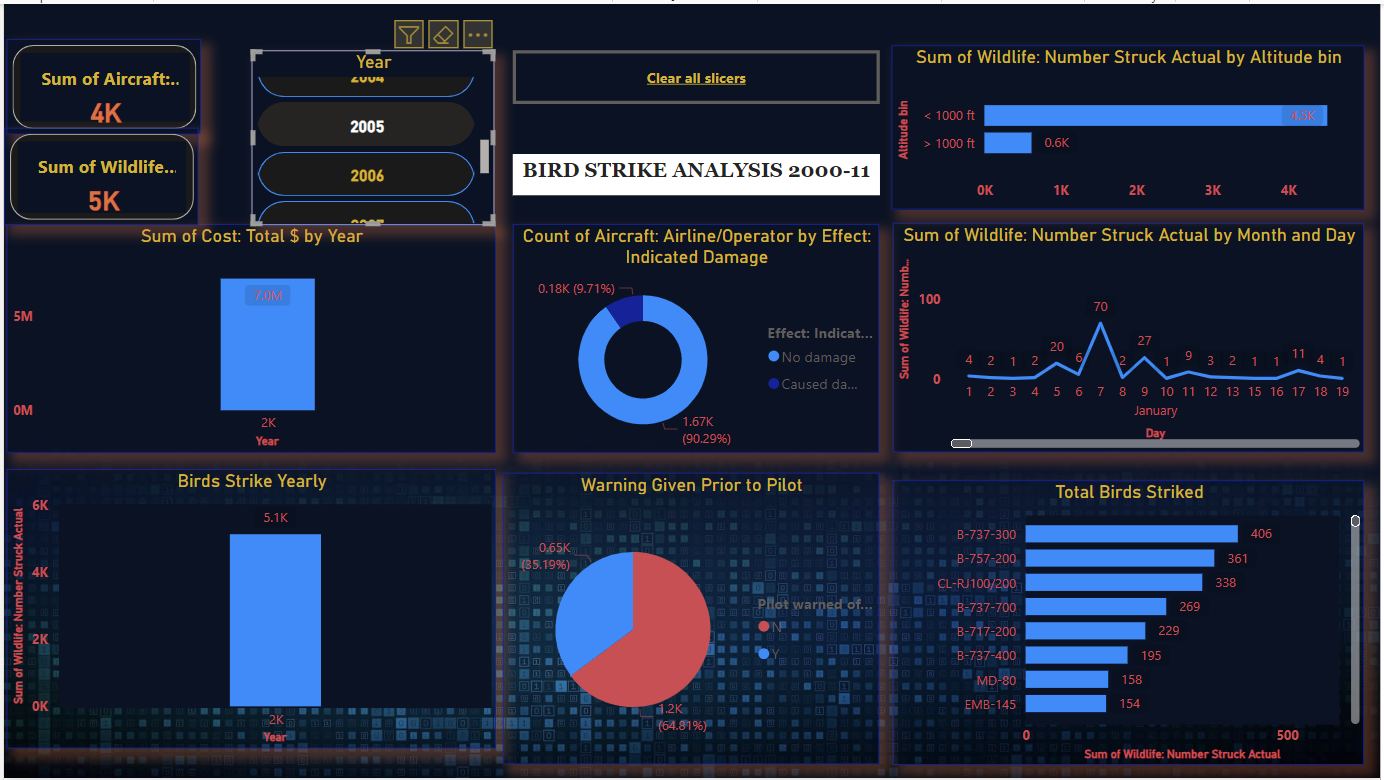 Sum of Aircraft:..
4K
Sum of Wildlife...
5K
Year
2004
2005
2006
2007
Clear all slicers
BIRD STRIKE ANALYSIS 2000-11
Sum of Wildlife: Number Struck Actual by Altitude bin
Altitude bin
< 1000 ft
4.5K
> 1000 ft
0.6K
0K 1K 2K 3K 4K
Sum of Cost: Total $ by Year
5M
7.0M
0M
2K
Year
Count of Aircraft: Airline/Operator by Effect:
Indicated Damage
0.18K (9.71%)
1.67K
(90.29%)
Effect: Indicat...
No damage
Caused da...
Sum of Wildlife: Number Struck Actual by Month and Day
Sum of Wildlife: Numb...
100
0
4 2 1 2 20 6 70 2 27 1 9 3 2 1 1 11 4 1
1 2 3 4 5 6 7 8 9 10 11 12 13 15 16 17 18 19
January
Day
Birds Strike Yearly
Sum of Wildlife: Number Struck Actual
6K
4K
2K
0K
5.1K
2K
Year
Warning Given Prior to Pilot
0.65K
(35.19%)
1.2K
(64.81%)
Pilot warned of...
N
Y
Total Birds Striked
B-737-300 406
B-757-200 361
CL-RJ100/200 338
B-737-700 269
B-717-200 229
B-737-400 195
MD-80 158
EMB-145 154
0 500
Sum of Wildlife: Number Struck Actual